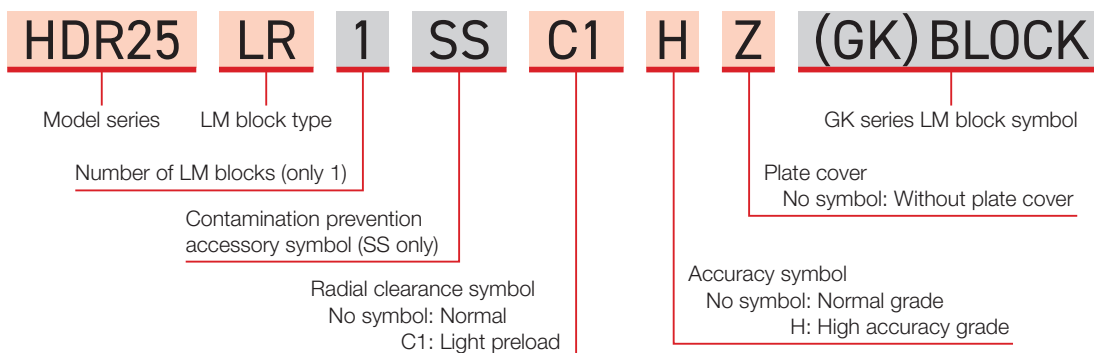 HDR25 LR 1 SS C1 H Z (GK) BLOCK
Model series
LM block type
GK series LM block symbol
Number of LM blocks (only 1)
Plate cover
No symbol: Without plate cover
Contamination prevention
accessory symbol (SS only)
Radial clearance symbol
No symbol: Normal
C1: Light preload
Accuracy symbol
No symbol: Normal grade
H: High accuracy grade